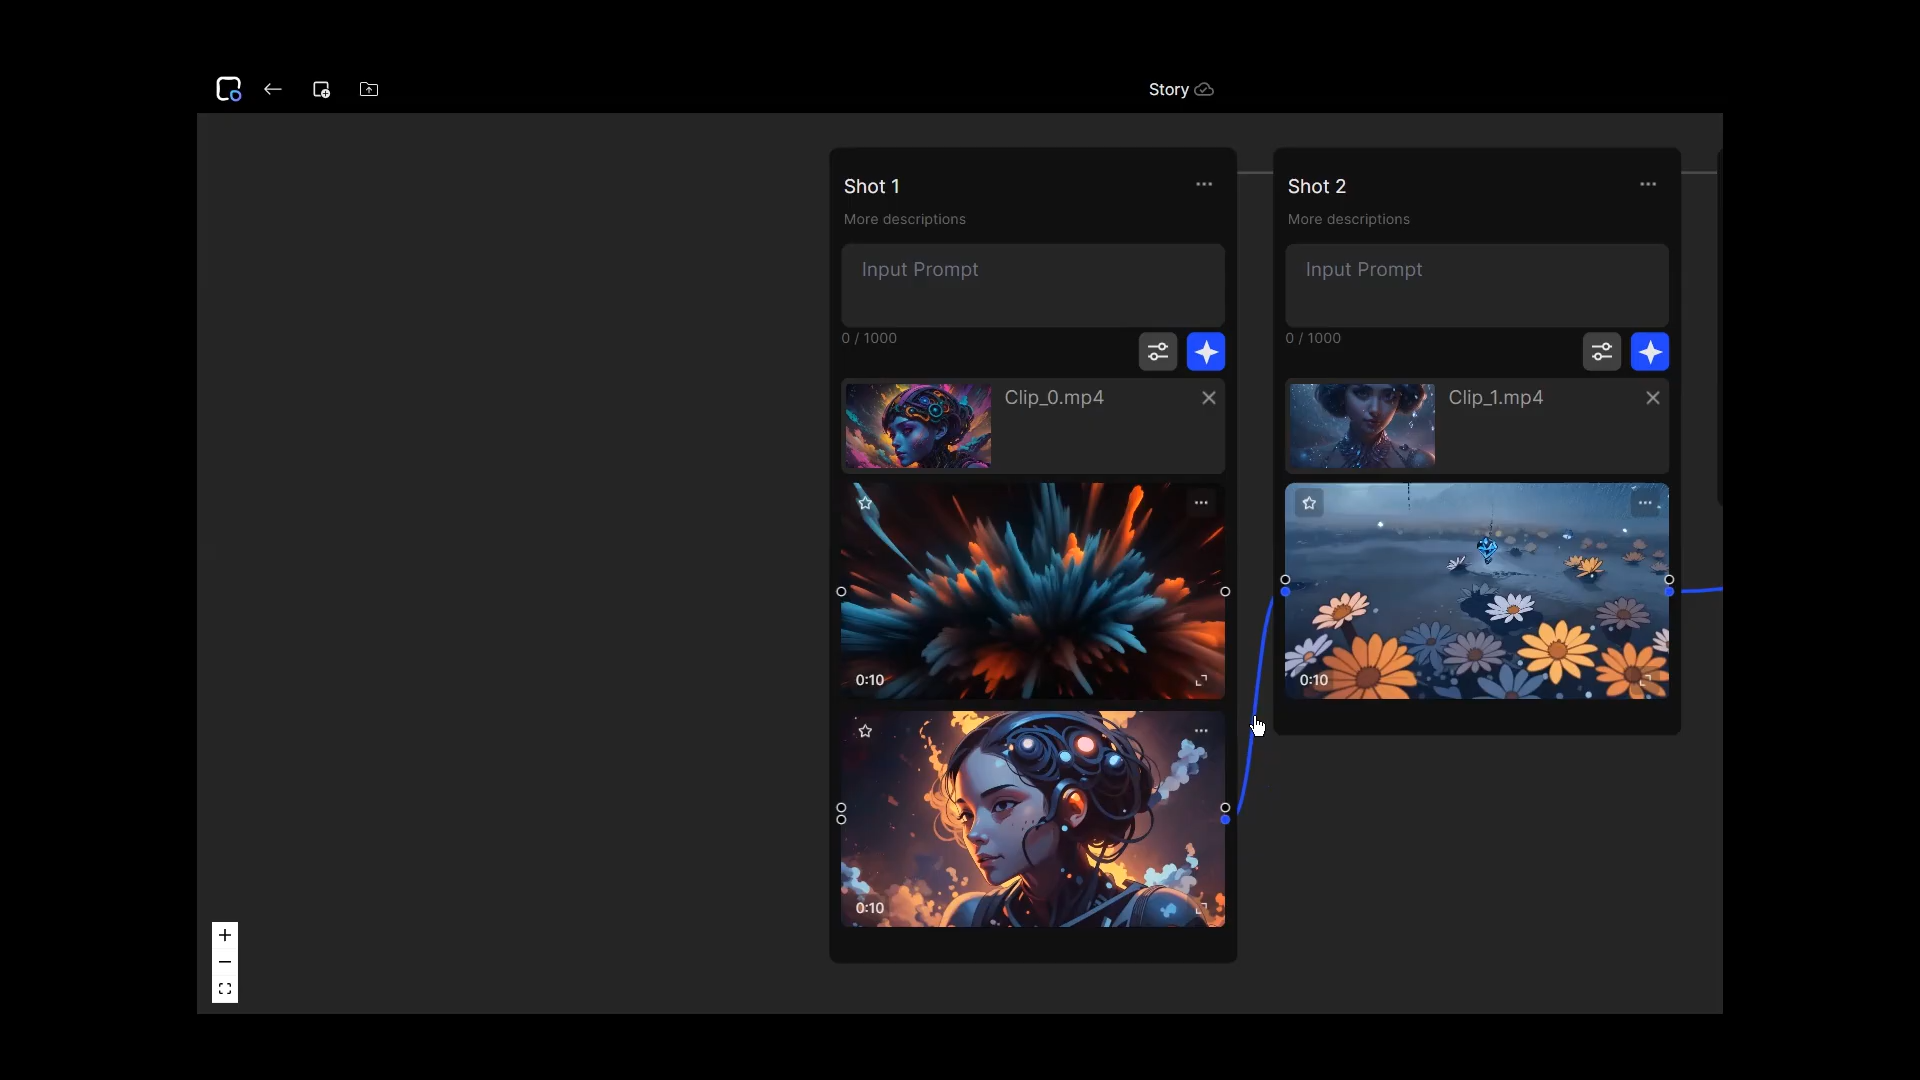 Story
Shot 1
More descriptions
Input Prompt
0 / 1000
Clip_0.mp4
0:10
0:10
Shot 2
More descriptions
Input Prompt
0 / 1000
Clip_1.mp4
0:10